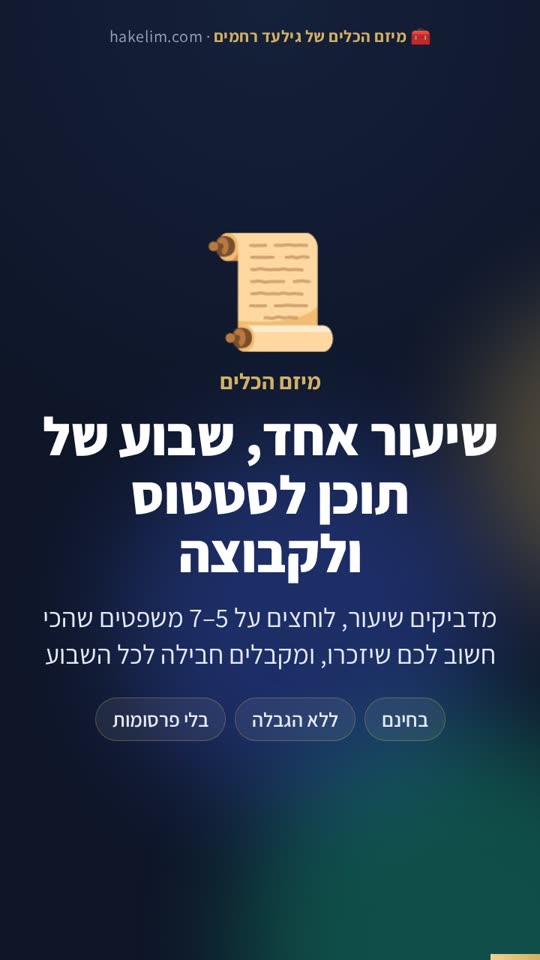 🧰 מיזם הכלים של גילעד רחמים · hakelim.com
מיזם הכלים
שיעור אחד, שבוע של
תוכן לסטטוס
ולקבוצה
מדביקים שיעור, לוחצים על 5–7 משפטים שהכי
חשוב לכם שיזכרו, ומקבלים חבילה לכל השבוע
בחינם
ללא הגבלה
בלי פרסומות